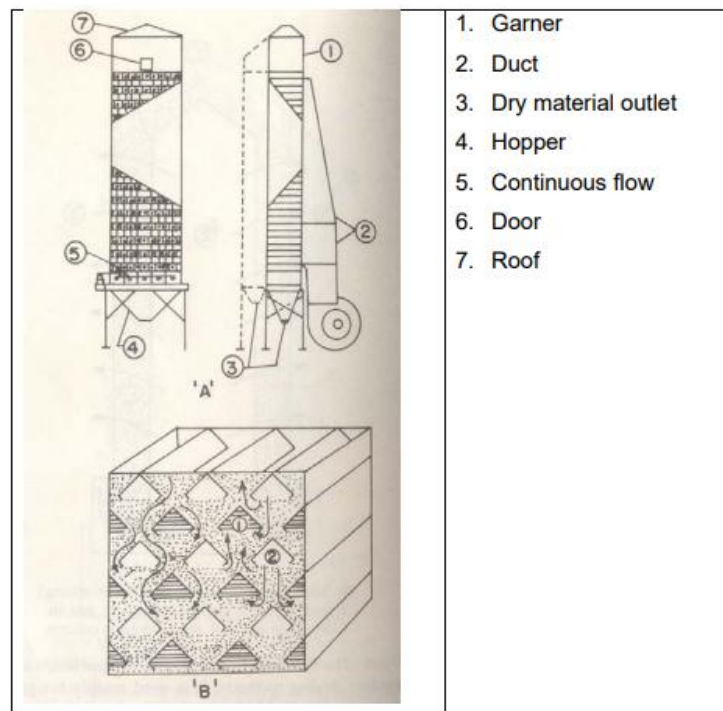 7
6
1
5
2
4
3
'A'
1
2
'B'
1. Garner
2. Duct
3. Dry material outlet
4. Hopper
5. Continuous flow
6. Door
7. Roof